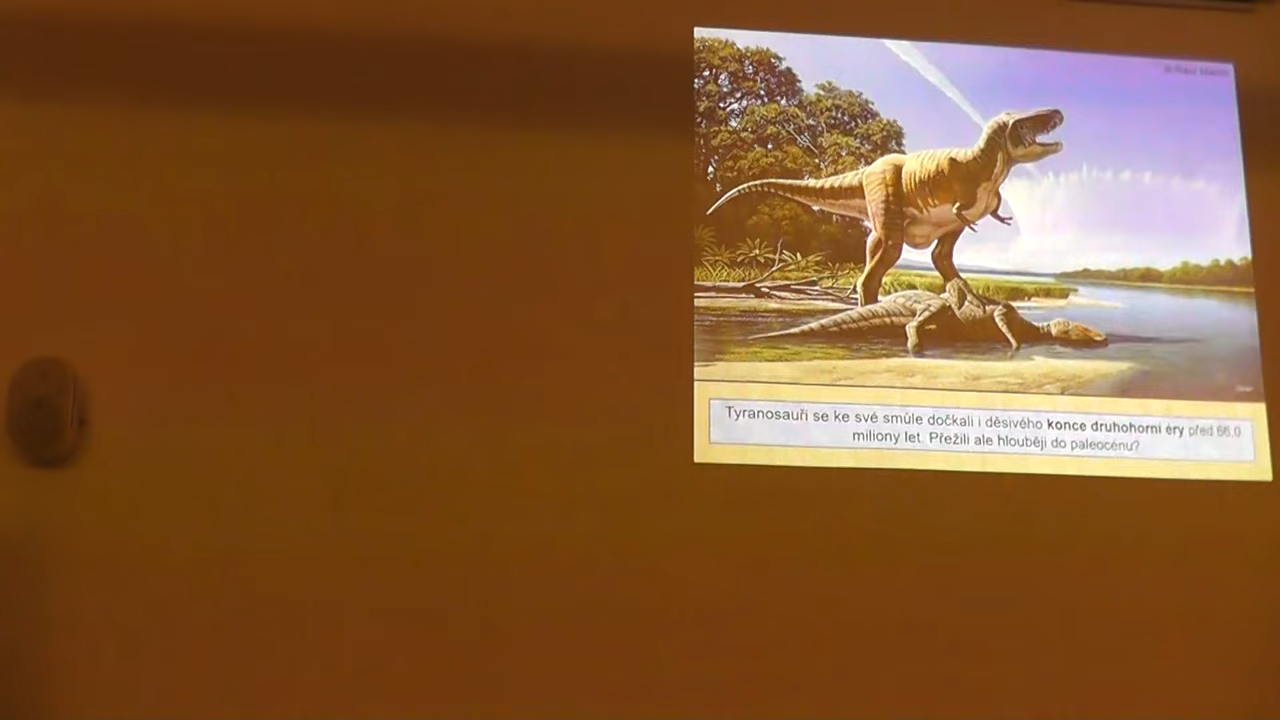 Tyranosauři se ke své smůle dočkali i děsivého konce druhohorní éry před 66,0
miliony let. Přežili ale hlouběji do paleocénu?